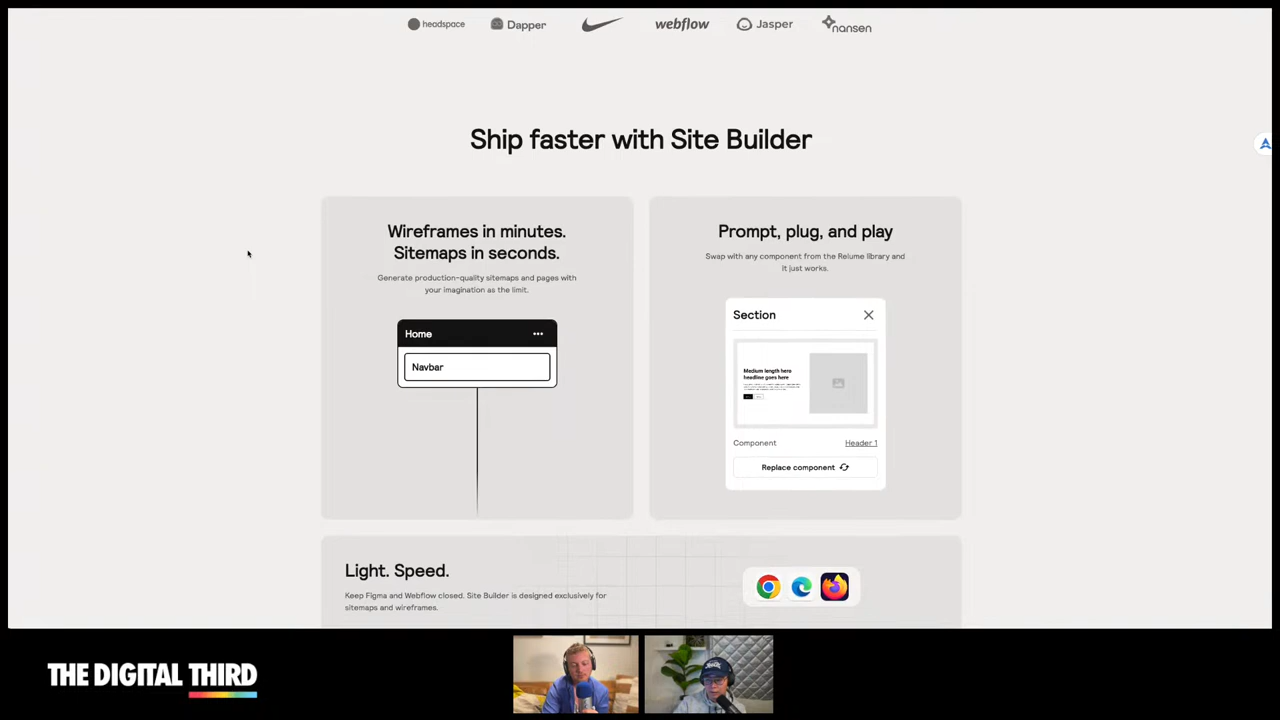 headspace Dapper webflow Jasper nansen
Ship faster with Site Builder
Wireframes in minutes.
Sitemaps in seconds.
Generate production-quality sitemaps and pages with
your imagination as the limit.
Home
Navbar
Prompt, plug, and play
Swap with any component from the Relume library and
it just works.
Section
Medium length hero
headline goes here
Component Header 1
Replace component
Light. Speed.
Keep Figma and Webflow closed. Site Builder is designed exclusively for
sitemaps and wireframes.
THE DIGITAL THIRD